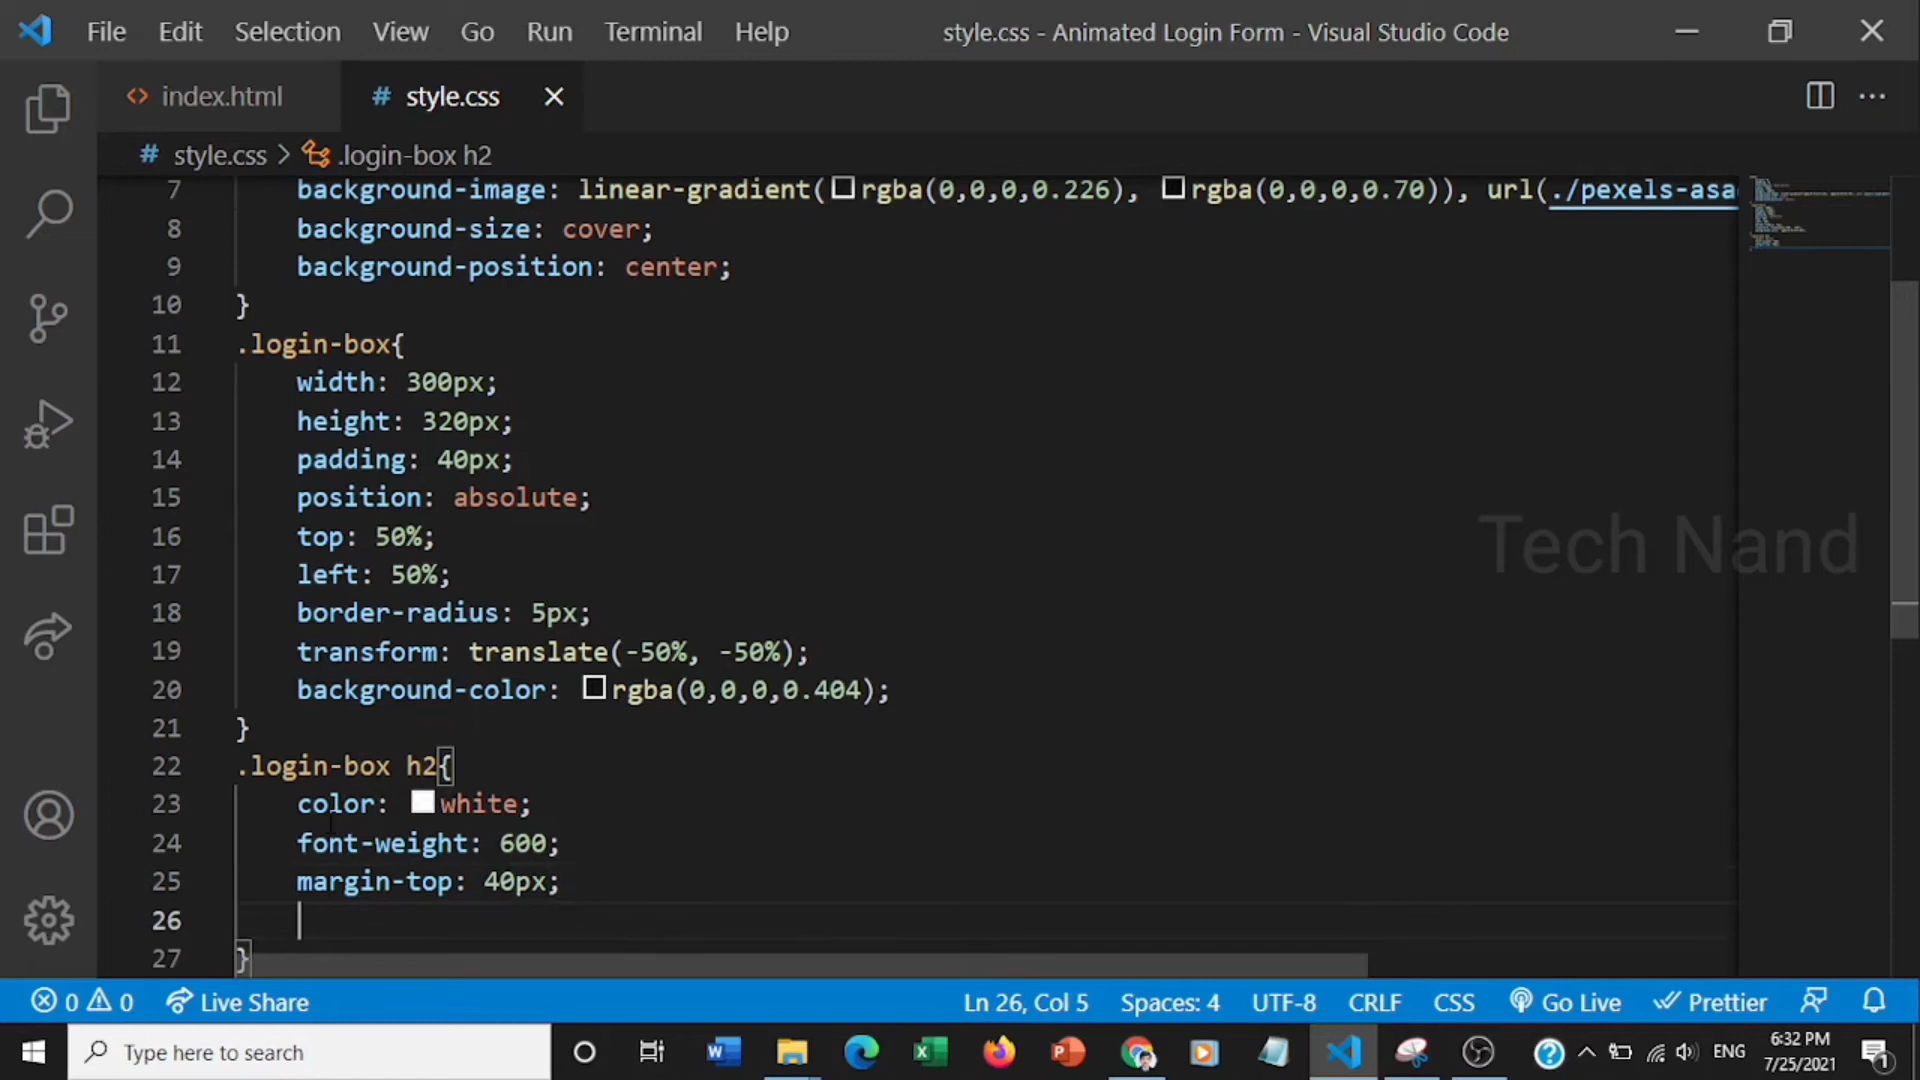 File Edit Selection View Go Run Terminal Help style.css - Animated Login Form - Visual Studio Code
<> index.html # style.css
# style.css > .login-box h2
7 background-image: linear-gradient(rgba(0,0,0,0.226), rgba(0,0,0,0.70)), url(./pexels-asa
8 background-size: cover;
9 background-position: center;
10 }
11 .login-box{
12 width: 300px;
13 height: 320px;
14 padding: 40px;
15 position: absolute;
16 top: 50%;
17 left: 50%;
18 border-radius: 5px;
19 transform: translate(-50%, -50%);
20 background-color: rgba(0,0,0,0.404);
21 }
22 .login-box h2{
23 color: white;
24 font-weight: 600;
25 margin-top: 40px;
26
27 }
Tech Nand
0 0 Live Share Ln 26, Col 5 Spaces: 4 UTF-8 CRLF CSS Go Live Prettier
Type here to search ENG 6:32 PM
7/25/2021 1